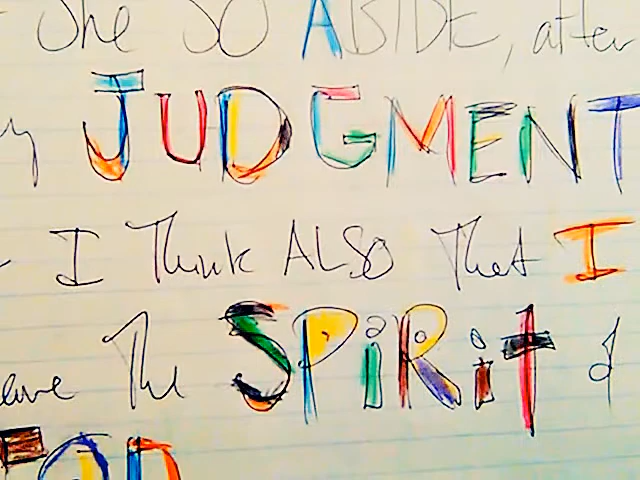 She SO ABIDE, after
JUDGMENT
I Think ALSO That I
The SPiRit